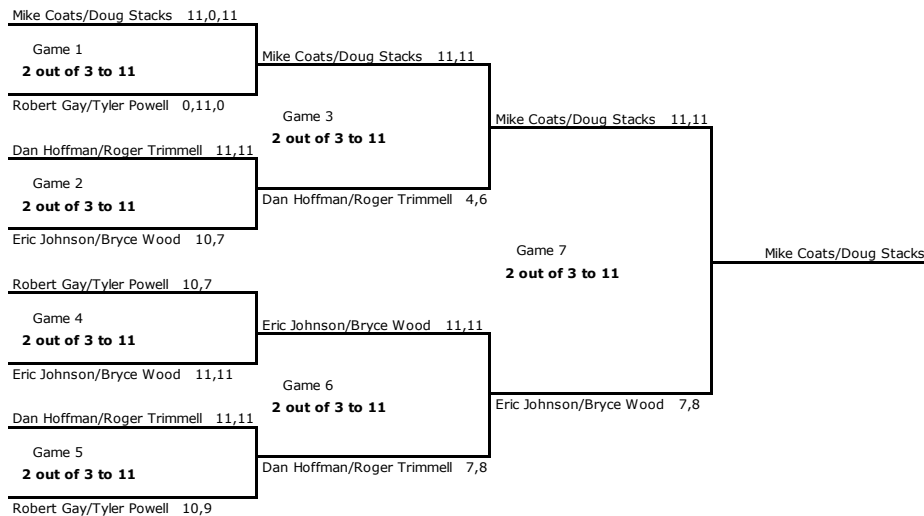 Mike Coats/Doug Stacks 11,0,11
Game 1
2 out of 3 to 11
Robert Gay/Tyler Powell 0,11,0
Dan Hoffman/Roger Trimmell 11,11
Game 2
2 out of 3 to 11
Eric Johnson/Bryce Wood 10,7
Robert Gay/Tyler Powell 10,7
Game 4
2 out of 3 to 11
Eric Johnson/Bryce Wood 11,11
Dan Hoffman/Roger Trimmell 11,11
Game 5
2 out of 3 to 11
Robert Gay/Tyler Powell 10,9
Mike Coats/Doug Stacks 11,11
Game 3
2 out of 3 to 11
Dan Hoffman/Roger Trimmell 4,6
Eric Johnson/Bryce Wood 11,11
Game 6
2 out of 3 to 11
Dan Hoffman/Roger Trimmell 7,8
Mike Coats/Doug Stacks 11,11
Game 7
2 out of 3 to 11
Eric Johnson/Bryce Wood 7,8
Mike Coats/Doug Stacks